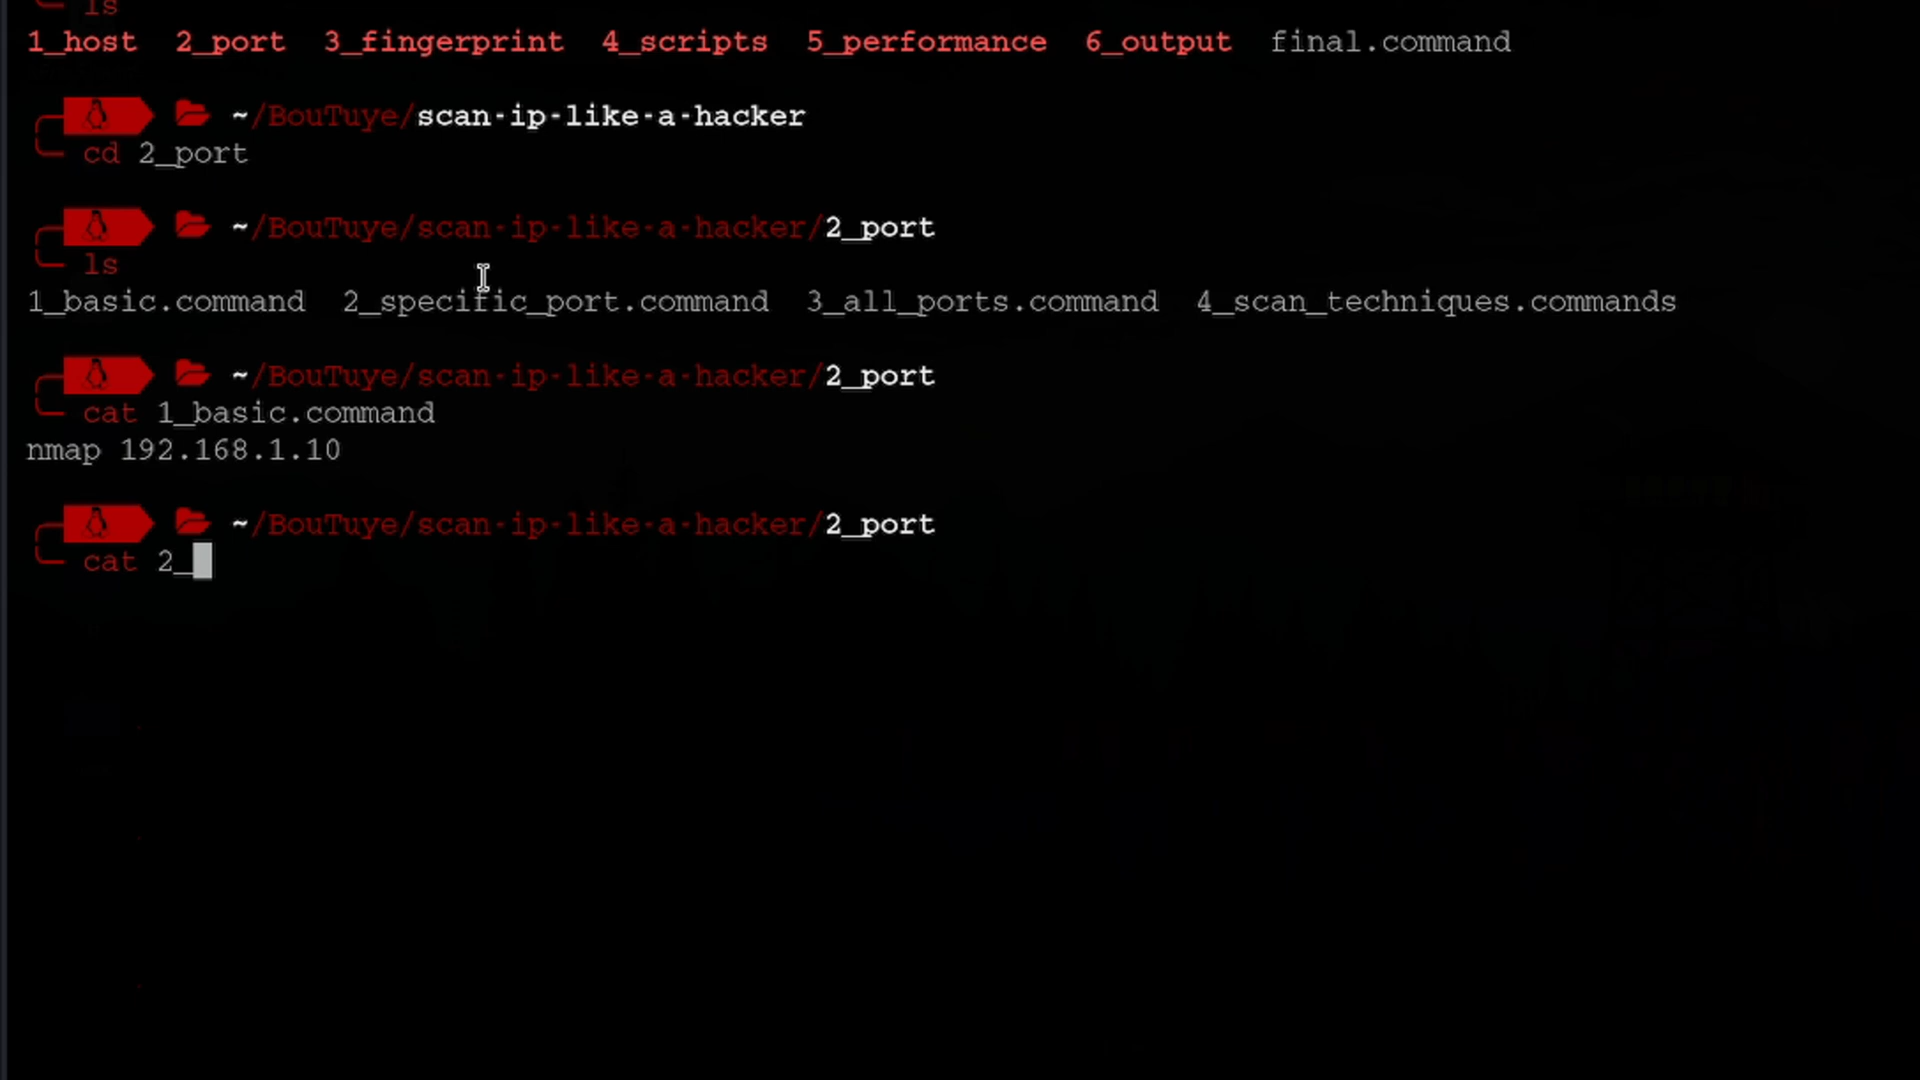 ls
1_host 2_port 3_fingerprint 4_scripts 5_performance 6_output final.command
~/BouTuye/scan-ip-like-a-hacker
cd 2_port
~/BouTuye/scan-ip-like-a-hacker/2_port
ls
1_basic.command 2_specific_port.command 3_all_ports.command 4_scan_techniques.commands
~/BouTuye/scan-ip-like-a-hacker/2_port
cat 1_basic.command
nmap 192.168.1.10
~/BouTuye/scan-ip-like-a-hacker/2_port
cat 2_